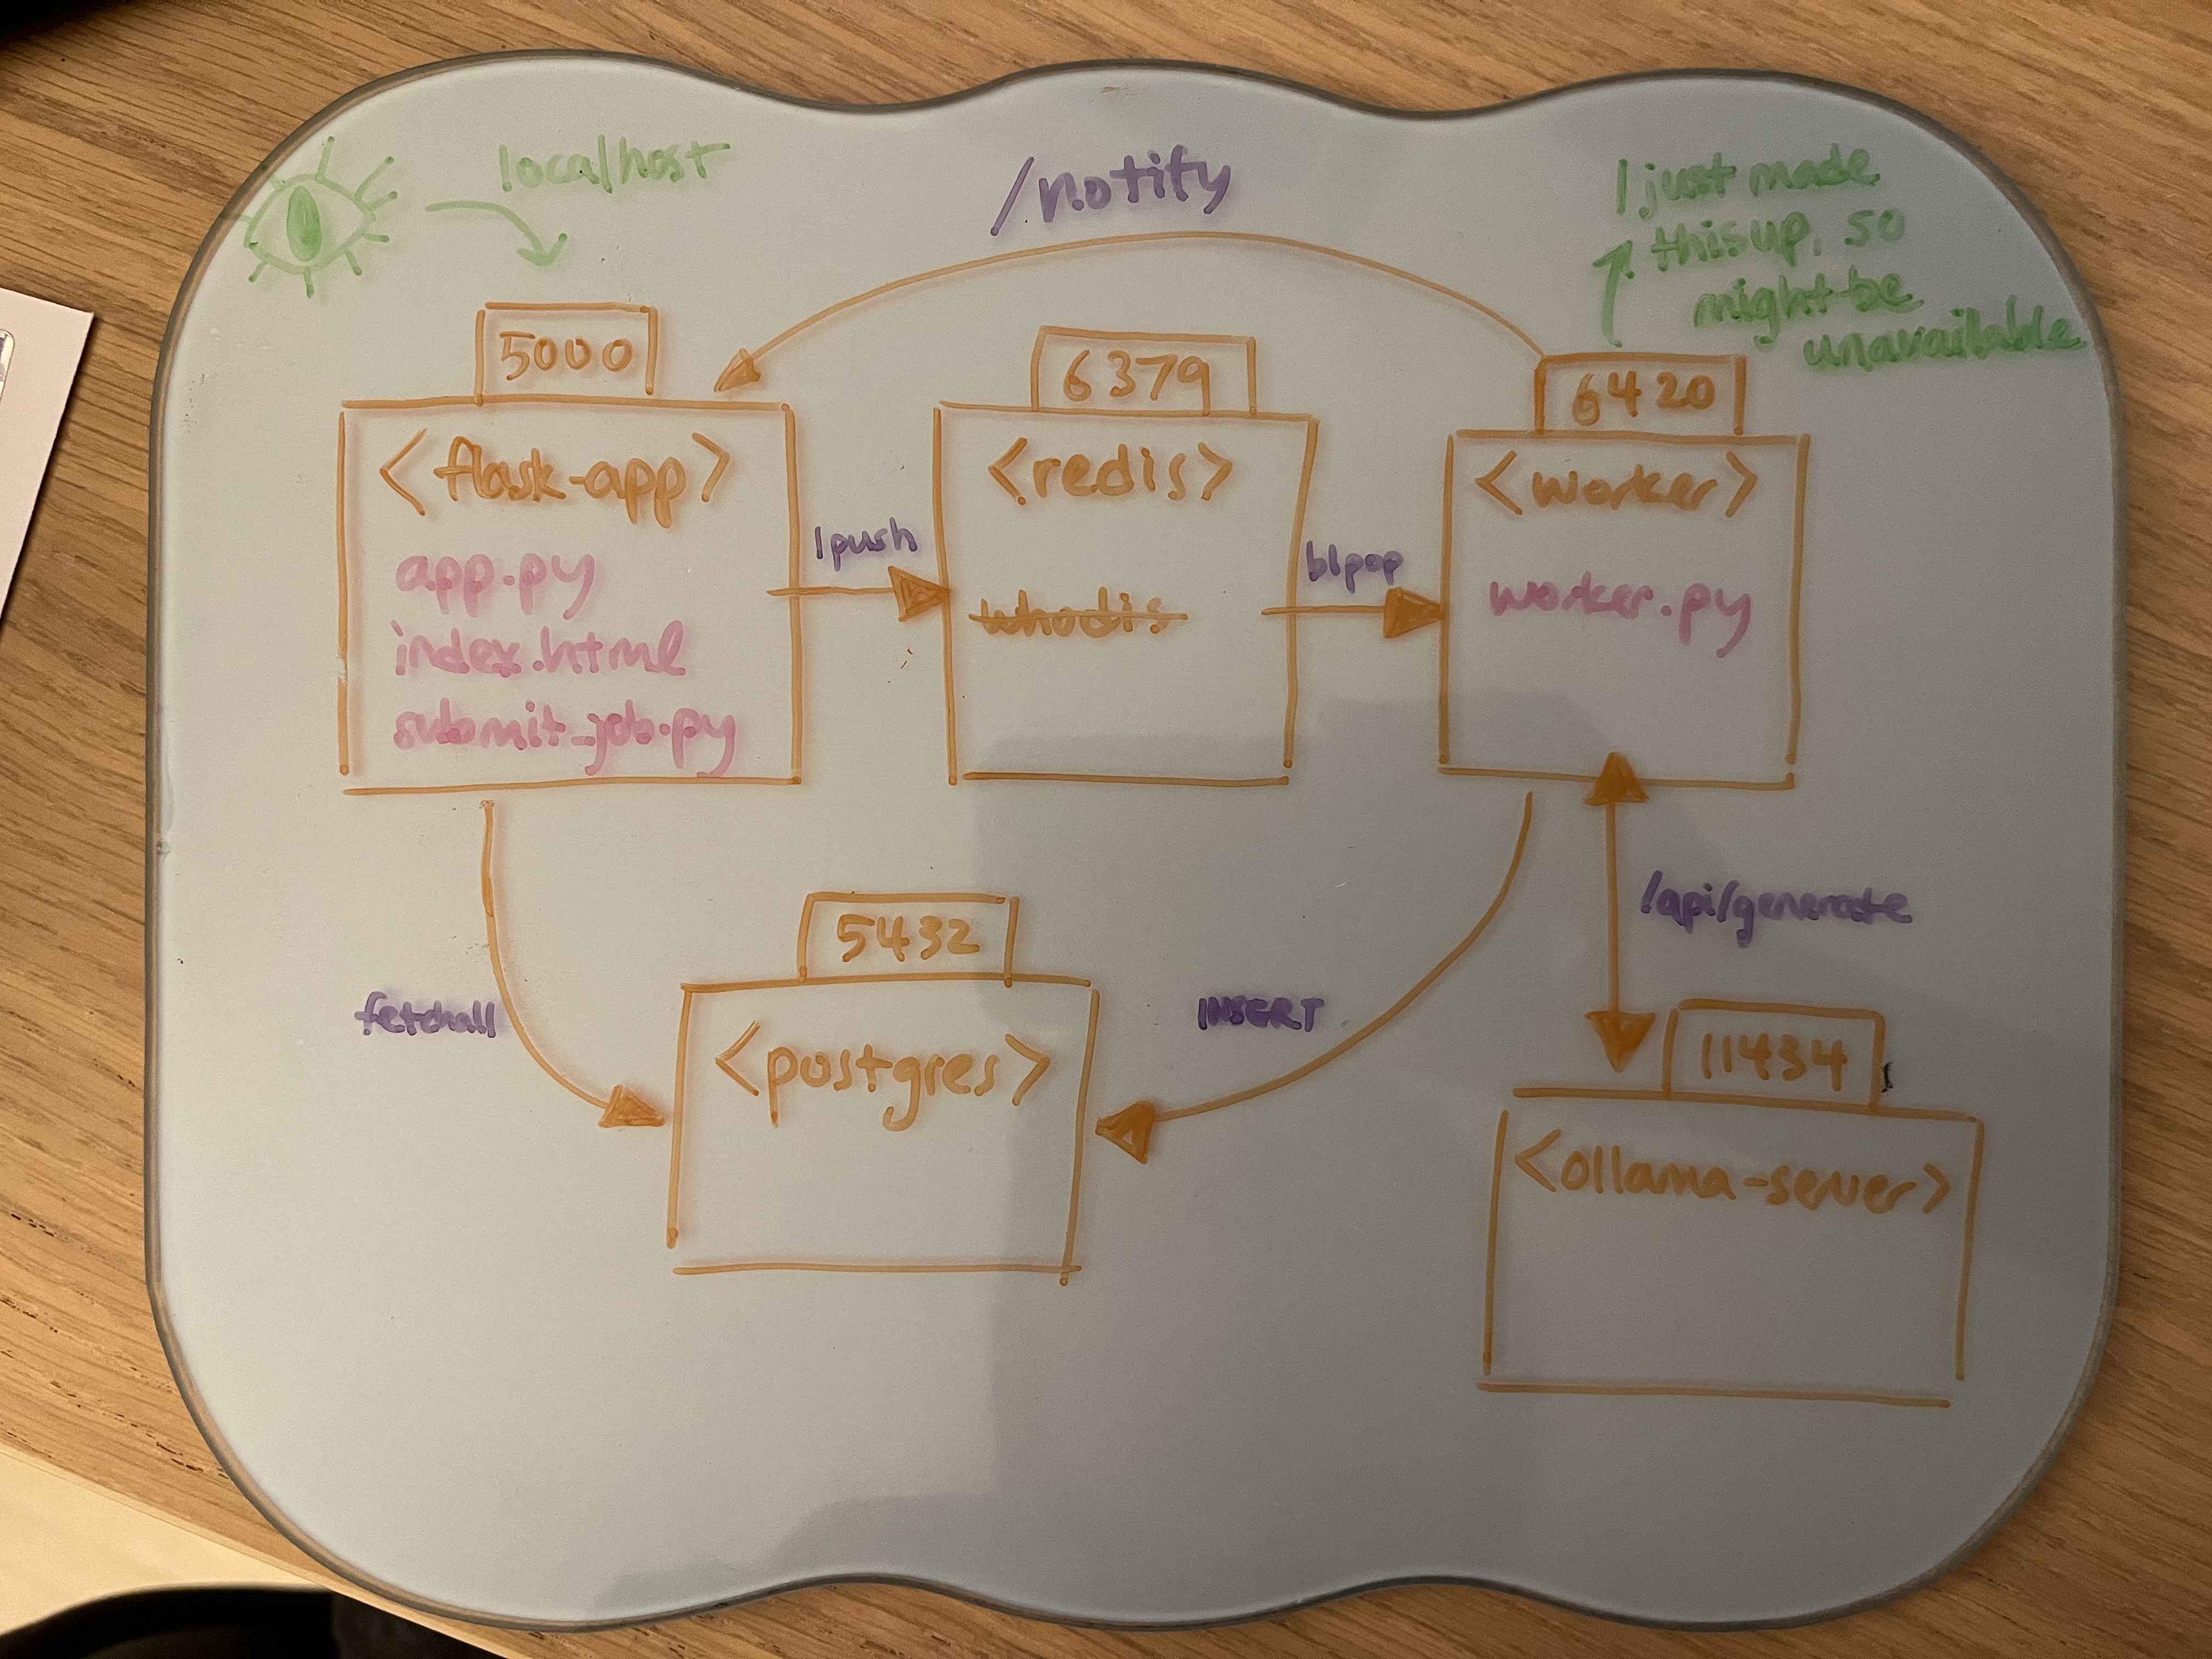 localhost
/notify
I just made
this up, so
might be
unavailable
5000
<flask-app>
app.py
index.html
submit_job.py
lpush
6379
<redis>
whodis
blpop
6420
<worker>
worker.py
fetchall
5432
<postgres>
INSERT
/api/generate
11434
<ollama-server>